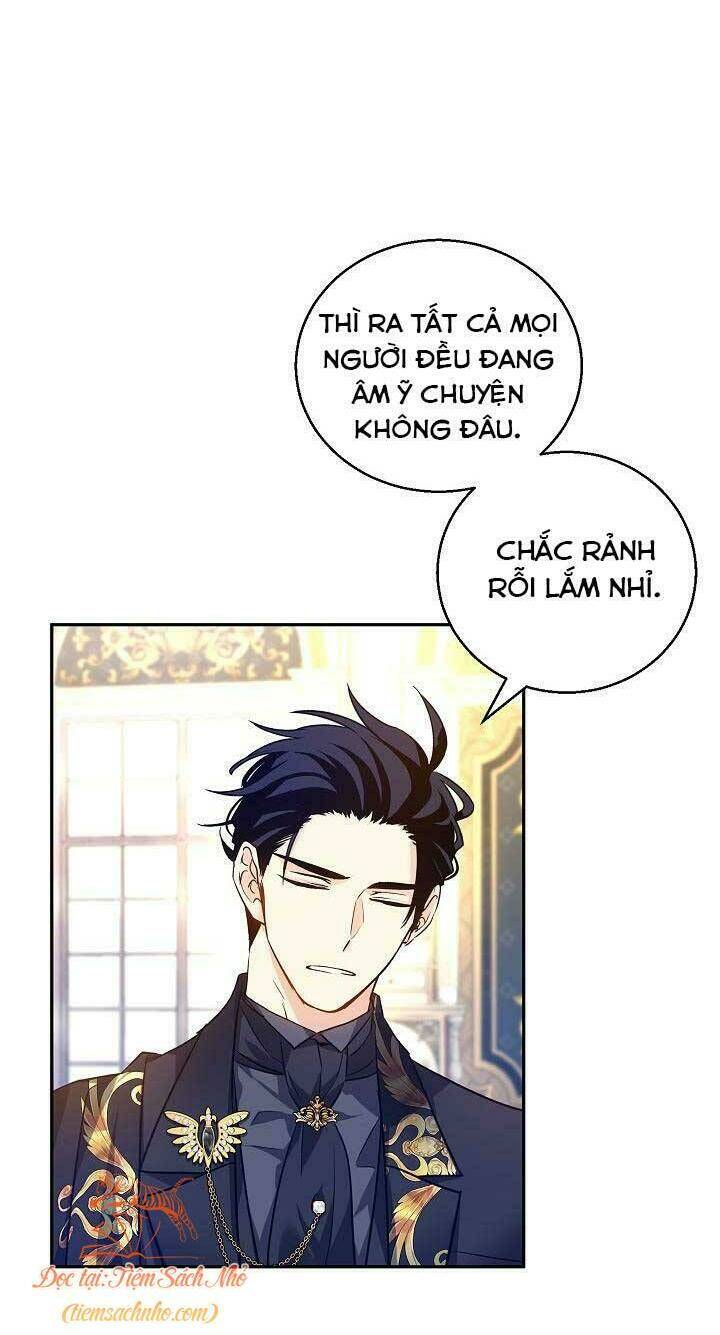 THÌ RA TẤT CẢ MỌI
NGƯỜI ĐỀU ĐANG
ÂM Ỹ CHUYỆN
KHÔNG ĐÂU.
CHẮC RẢNH
RỖI LẮM NHỈ.
Đọc tại: Tiệm Sách Nhỏ
(tiemsachnho.com)